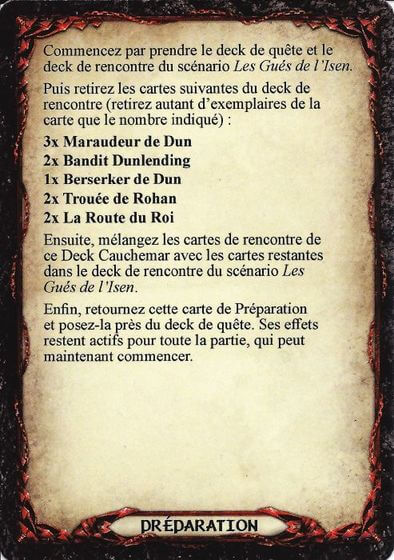 Commencez par prendre le deck de quête et le
deck de rencontre du scénario Les Gués de l'Isen.
Puis retirez les cartes suivantes du deck de
rencontre (retirez autant d'exemplaires de la
carte que le nombre indiqué) :
3x Maraudeur de Dun
2x Bandit Dunlending
1x Berserker de Dun
2x Trouée de Rohan
2x La Route du Roi
Ensuite, mélangez les cartes de rencontre de
ce Deck Cauchemar avec les cartes restantes
dans le deck de rencontre du scénario Les
Gués de l'Isen.
Enfin, retournez cette carte de Préparation
et posez-la près du deck de quête. Ses effets
restent actifs pour toute la partie, qui peut
maintenant commencer.
PRÉPARATION